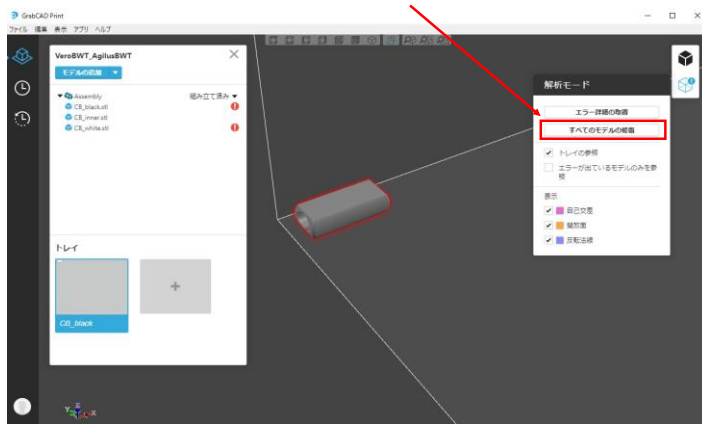 GrabCAD Print
ファイル 編集 表示 アプリ ヘルプ
VeroBWT_AgilusBWT
モデルの追加
Assembly 組み立て済み
CB_black.stl
CB_inner.stl
CB_white.stl
トレイ
CB_black
解析モード
エラー詳細の取得
すべてのモデルの修復
トレイの参照
エラーが出ているモデルのみを参照
表示
自己交差
開放面
反転法線
Y Z X